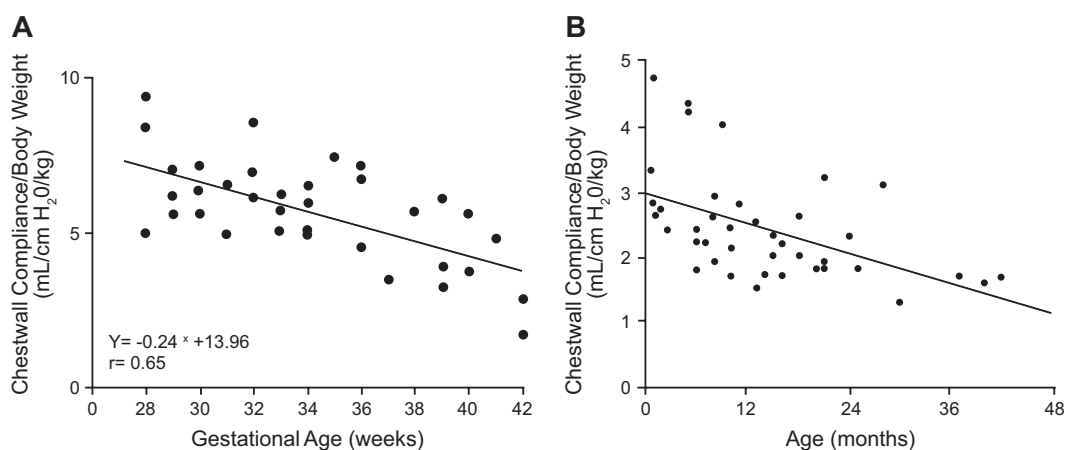 A
Chestwall Compliance/Body Weight
(mL/cm H₂0/kg)
10
5
0
Y= -0.24 ˣ +13.96
r= 0.65
0 28 30 32 34 36 38 40 42
Gestational Age (weeks)
B
Chestwall Compliance/Body Weight
(mL/cm H₂0/kg)
5
4
3
2
1
0
0 12 24 36 48
Age (months)